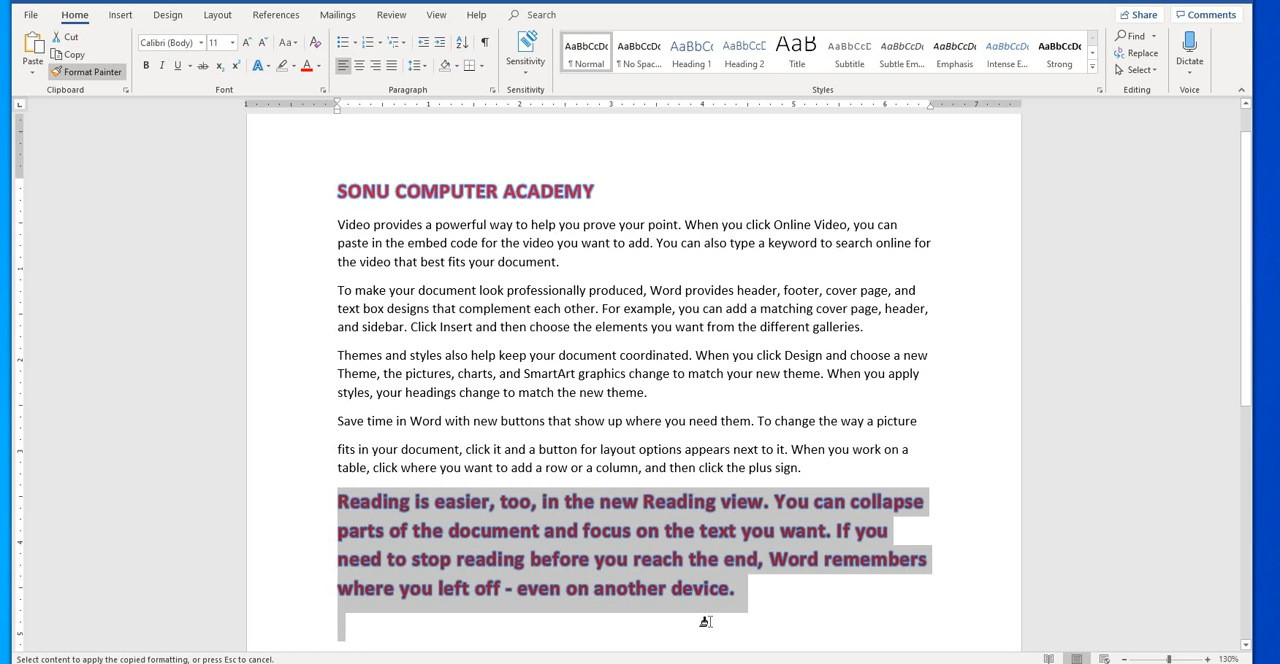 File Home Insert Design Layout References Mailings Review View Help Search Share Comments
Cut
Copy
Format Painter
Paste
Clipboard
Calibri (Body) 11
Font
Paragraph
Sensitivity
Sensitivity
AaBbCcDc AaBbCcDc AaBbCc AaBbCcD AaB AaBbCcD AaBbCcDc AaBbCcDc AaBbCcDc AaBbCcDc
¶ Normal ¶ No Spac... Heading 1 Heading 2 Title Subtitle Subtle Em... Emphasis Intense E... Strong
Styles
Find
Replace
Select
Editing
Dictate
Voice
1 1 2 3 4 5 6 7
SONU COMPUTER ACADEMY
Video provides a powerful way to help you prove your point. When you click Online Video, you can
paste in the embed code for the video you want to add. You can also type a keyword to search online for
the video that best fits your document.
To make your document look professionally produced, Word provides header, footer, cover page, and
text box designs that complement each other. For example, you can add a matching cover page, header,
and sidebar. Click Insert and then choose the elements you want from the different galleries.
Themes and styles also help keep your document coordinated. When you click Design and choose a new
Theme, the pictures, charts, and SmartArt graphics change to match your new theme. When you apply
styles, your headings change to match the new theme.
Save time in Word with new buttons that show up where you need them. To change the way a picture
fits in your document, click it and a button for layout options appears next to it. When you work on a
table, click where you want to add a row or a column, and then click the plus sign.
Reading is easier, too, in the new Reading view. You can collapse
parts of the document and focus on the text you want. If you
need to stop reading before you reach the end, Word remembers
where you left off - even on another device.
Select content to apply the copied formatting, or press Esc to cancel.
130%